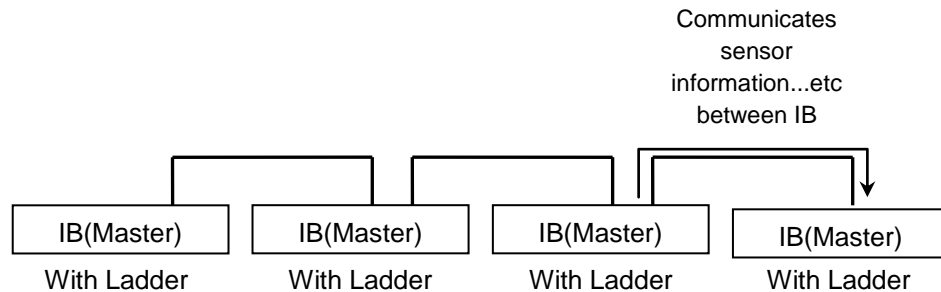 Communicates
sensor
information...etc
between IB
IB(Master) IB(Master) IB(Master) IB(Master)
With Ladder With Ladder With Ladder With Ladder